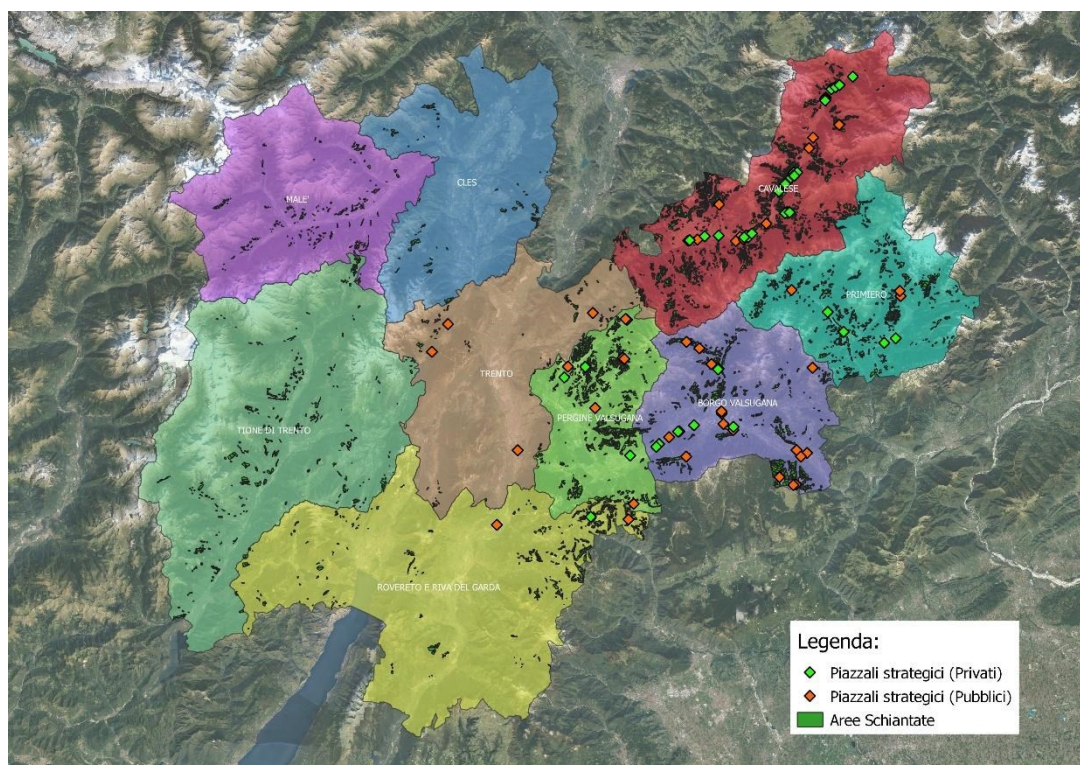 MALE'
CLES
CAVALESE
PRIMIERO
TRENTO
BORGO VALSUGANA
PERGINE VALSUGANA
TIONE DI TRENTO
ROVERETO E RIVA DEL GARDA
Legenda:
Piazzali strategici (Privati)
Piazzali strategici (Pubblici)
Aree Schiantate